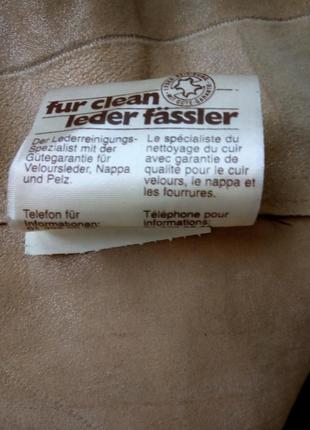 fur clean
leder fässler
Der Lederreinigungs-
Spezialist mit der
Gütegarantie für
Veloursleder, Nappa
und Pelz.
Telefon für
Informationen:
Le spécialiste du
nettoyage du cuir
avec garantie de
qualité pour le cuir
velours, le nappa et
les fourrures.
Téléphone pour
informations: